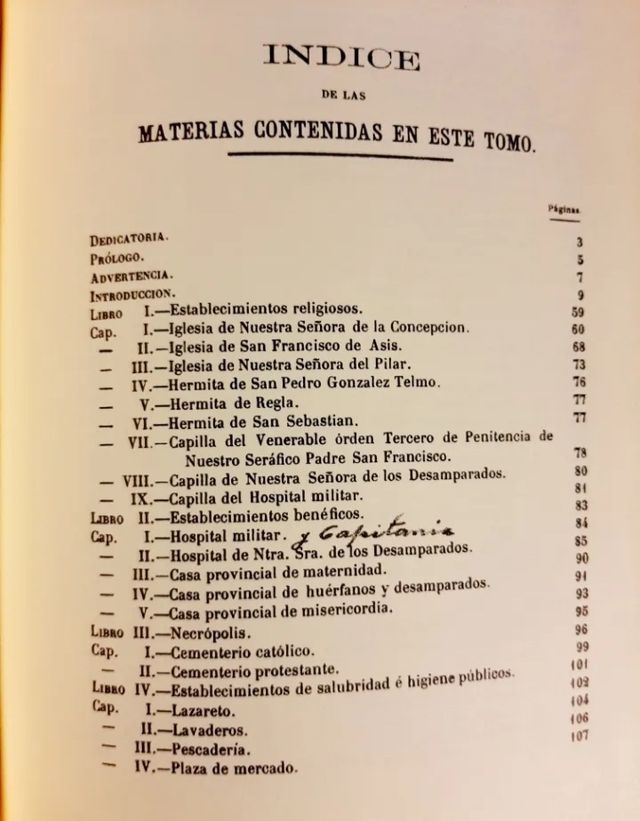 INDICE
DE LAS
MATERIAS CONTENIDAS EN ESTE TOMO.
Páginas.
DEDICATORIA. 3
PRÓLOGO. 5
ADVERTENCIA. 7
INTRODUCCION. 9
LIBRO I.—Establecimientos religiosos. 59
Cap. I.—Iglesia de Nuestra Señora de la Concepcion. 60
— II.—Iglesia de San Francisco de Asis. 68
— III.—Iglesia de Nuestra Señora del Pilar. 73
— IV.—Hermita de San Pedro Gonzalez Telmo. 76
— V.—Hermita de Regla. 77
— VI.—Hermita de San Sebastian. 77
— VII.—Capilla del Venerable órden Tercero de Penitencia de
Nuestro Seráfico Padre San Francisco. 78
— VIII.—Capilla de Nuestra Señora de los Desamparados. 80
— IX.—Capilla del Hospital militar. 81
LIBRO II.—Establecimientos benéficos. 83
Cap. I.—Hospital militar. y Capitania 84
— II.—Hospital de Ntra. Sra. de los Desamparados. 85
— III.—Casa provincial de maternidad. 90
— IV.—Casa provincial de huérfanos y desamparados. 91
— V.—Casa provincial de misericordia. 93
LIBRO III.—Necrópolis. 95
Cap. I.—Cementerio católico. 96
— II.—Cementerio protestante. 99
LIBRO IV.—Establecimientos de salubridad é higiene públicos. 101
Cap. I.—Lazareto. 102
— II.—Lavaderos. 104
— III.—Pescadería. 106
— IV.—Plaza de mercado. 107